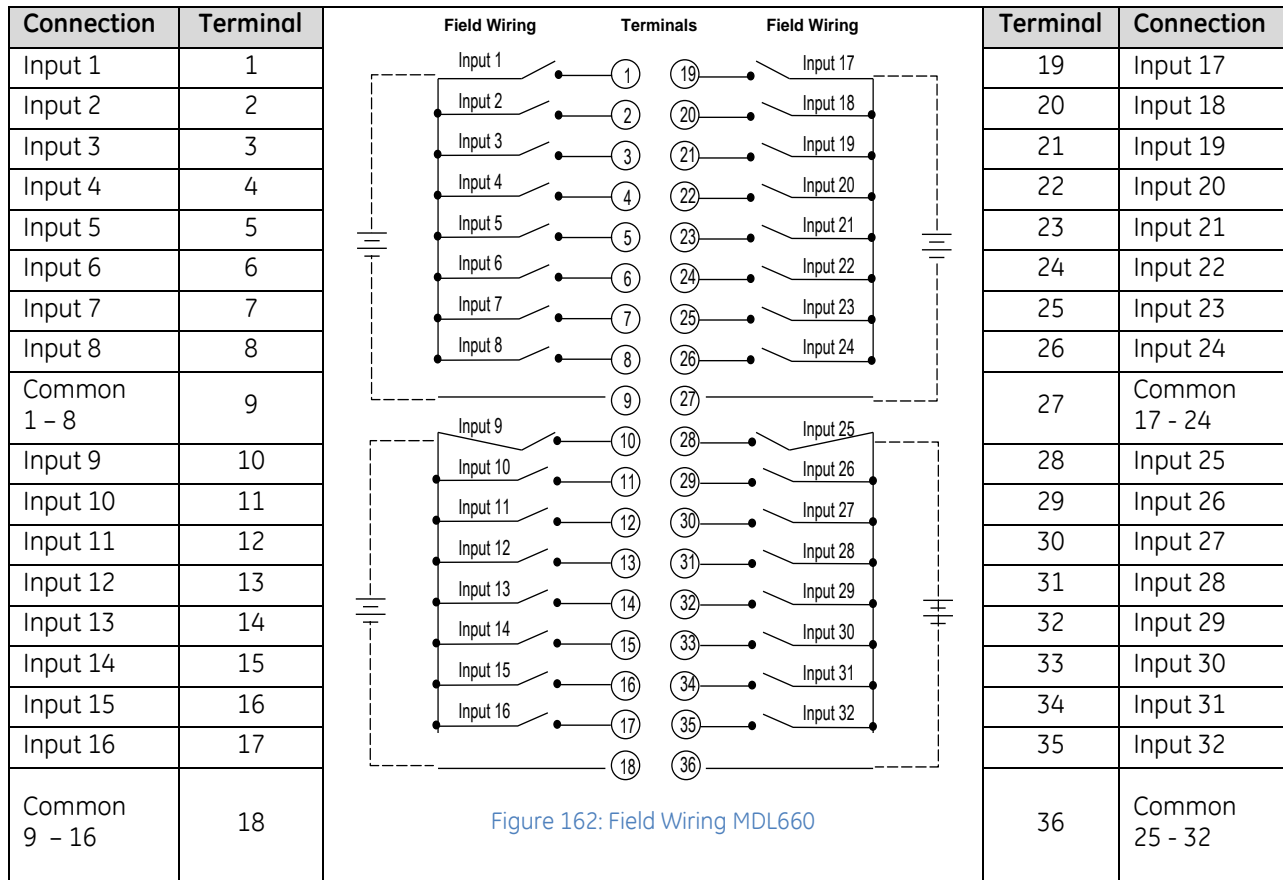 Connection Terminal Field Wiring Terminals Field Wiring Terminal Connection
Input 1 1 Input 1 1 19 Input 17 19 Input 17
Input 2 2 Input 2 2 20 Input 18 20 Input 18
Input 3 3 Input 3 3 21 Input 19 21 Input 19
Input 4 4 Input 4 4 22 Input 20 22 Input 20
Input 5 5 Input 5 5 23 Input 21 23 Input 21
Input 6 6 Input 6 6 24 Input 22 24 Input 22
Input 7 7 Input 7 7 25 Input 23 25 Input 23
Input 8 8 Input 8 8 26 Input 24 26 Input 24
Common
1 – 8 9 9 27 27 Common
17 - 24
Input 9 10 Input 9 10 28 Input 25 28 Input 25
Input 10 11 Input 10 11 29 Input 26 29 Input 26
Input 11 12 Input 11 12 30 Input 27 30 Input 27
Input 12 13 Input 12 13 31 Input 28 31 Input 28
Input 13 14 Input 13 14 32 Input 29 32 Input 29
Input 14 15 Input 14 15 33 Input 30 33 Input 30
Input 15 16 Input 15 16 34 Input 31 34 Input 31
Input 16 17 Input 16 17 35 Input 32 35 Input 32
Common
9 – 16 18 18 36 36 Common
25 - 32
Figure 162: Field Wiring MDL660